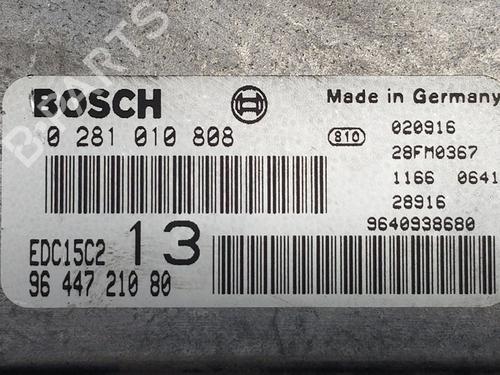 BOSCH
Made in Germany
0 281 010 808
810
020916
28FM0367
1166 0641
28916
9640938680
EDC15C2
13
96 447 210 80
B-PARTS